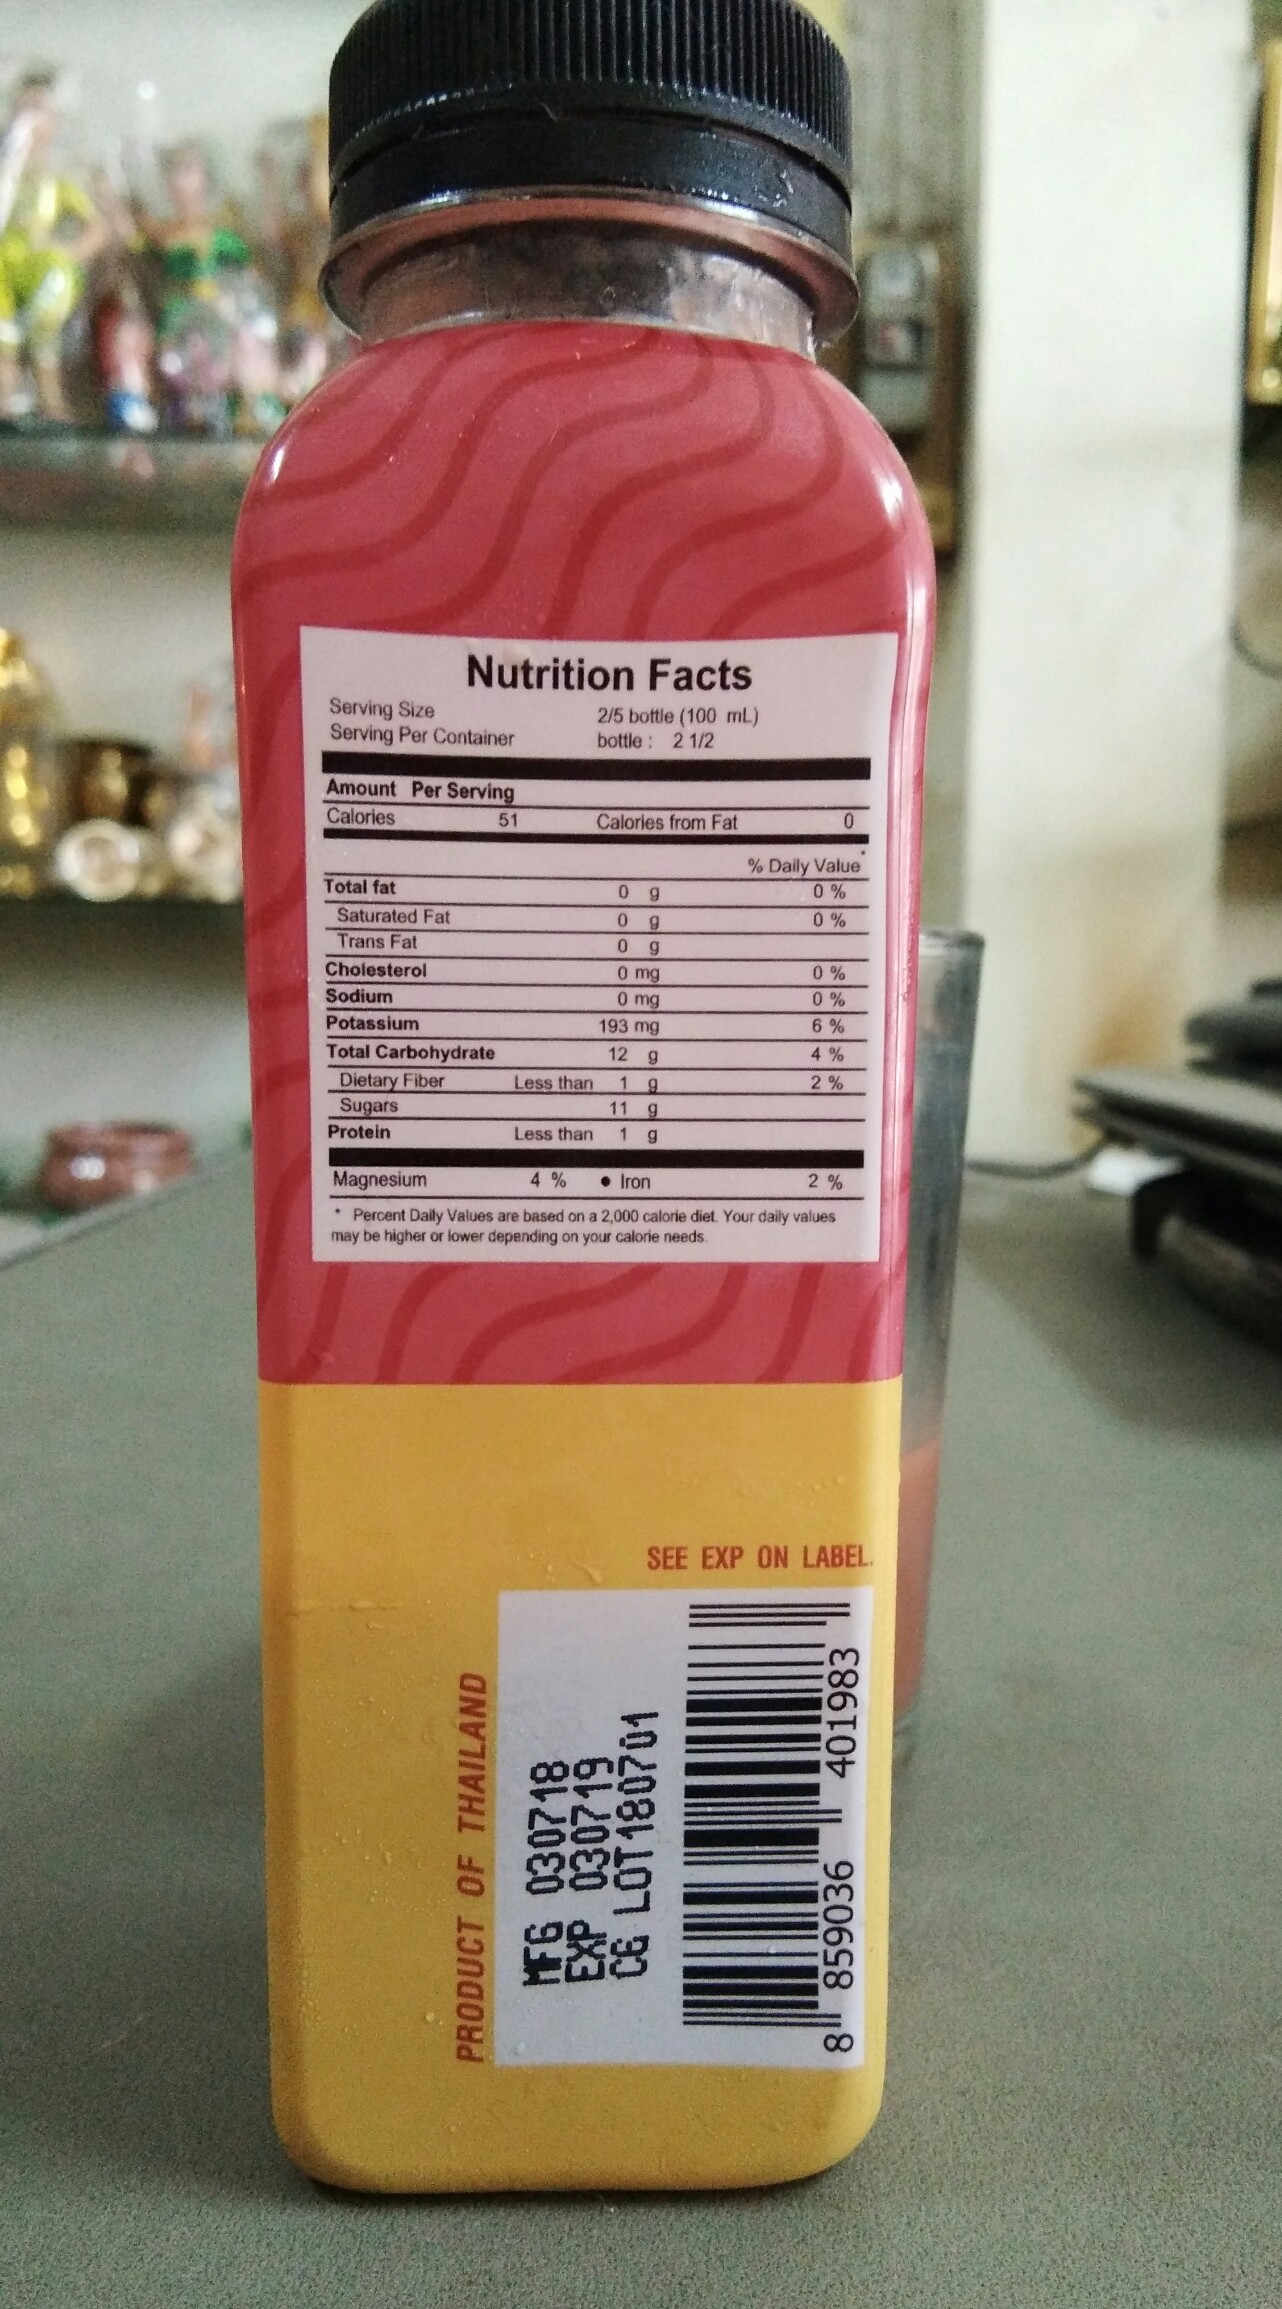 Nutrition Facts
Serving Size 2/5 bottle (100 mL)
Serving Per Container bottle : 2 1/2
Amount Per Serving
Calories 51 Calories from Fat 0
% Daily Value*
Total fat 0 g 0 %
Saturated Fat 0 g 0 %
Trans Fat 0 g
Cholesterol 0 mg 0 %
Sodium 0 mg 0 %
Potassium 193 mg 6 %
Total Carbohydrate 12 g 4 %
Dietary Fiber Less than 1 g 2 %
Sugars 11 g
Protein Less than 1 g
Magnesium 4 % • Iron 2 %
* Percent Daily Values are based on a 2,000 calorie diet. Your daily values
may be higher or lower depending on your calorie needs.
SEE EXP ON LABEL.
PRODUCT OF THAILAND
MFG 030718
EXP 030719
CG LOT180701
8 859036 401983